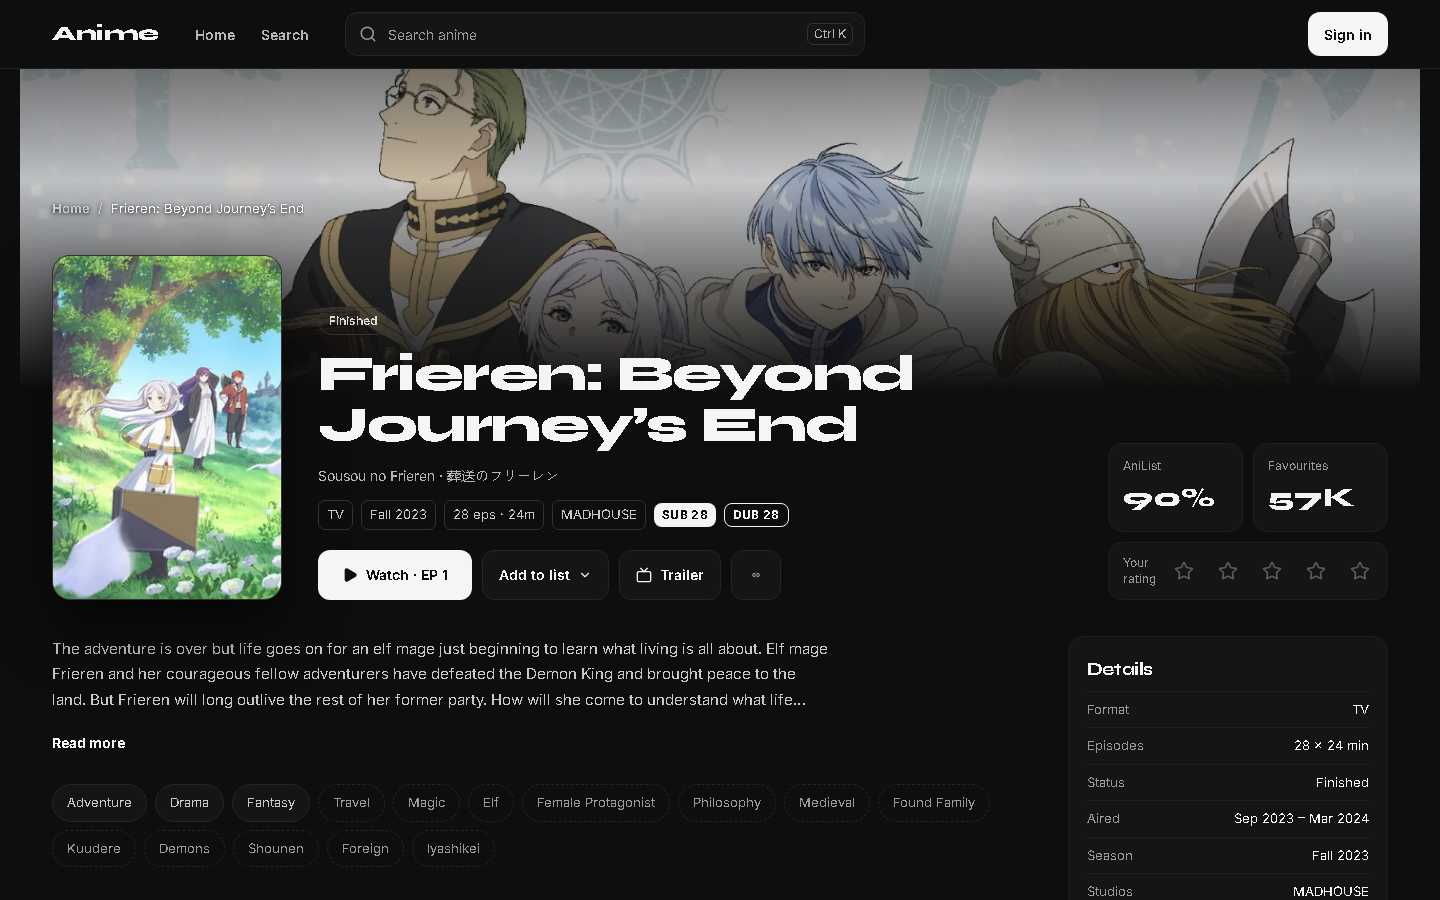 Anime
Home
Search
Search anime
Ctrl K
Sign in
Home / Frieren: Beyond Journey's End
Finished
Frieren: Beyond
Journey's End
Sousou no Frieren · 葬送のフリーレン
TV
Fall 2023
28 eps · 24m
MADHOUSE
SUB 28
DUB 28
Watch · EP 1
Add to list
Trailer
AniList
90%
Favourites
57K
Your
rating
The adventure is over but life goes on for an elf mage just beginning to learn what living is all about. Elf mage
Frieren and her courageous fellow adventurers have defeated the Demon King and brought peace to the
land. But Frieren will long outlive the rest of her former party. How will she come to understand what life...
Read more
Adventure
Drama
Fantasy
Travel
Magic
Elf
Female Protagonist
Philosophy
Medieval
Found Family
Kuudere
Demons
Shounen
Foreign
Iyashikei
Details
Format TV
Episodes 28 × 24 min
Status Finished
Aired Sep 2023 – Mar 2024
Season Fall 2023
Studios MADHOUSE